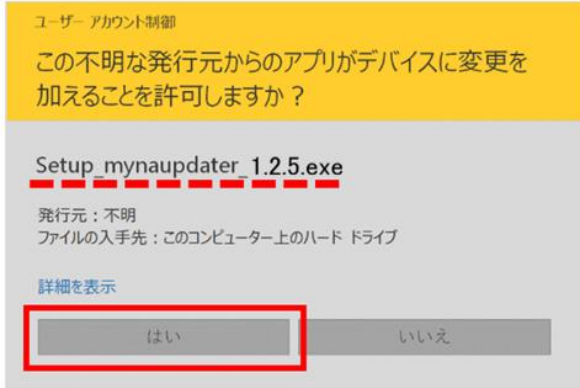 ユーザー アカウント制御
この不明な発行元からのアプリがデバイスに変更を
加えることを許可しますか？
Setup_mynaupdater_1.2.5.exe
発行元：不明
ファイルの入手先：このコンピューター上のハード ドライブ
詳細を表示
はい
いいえ